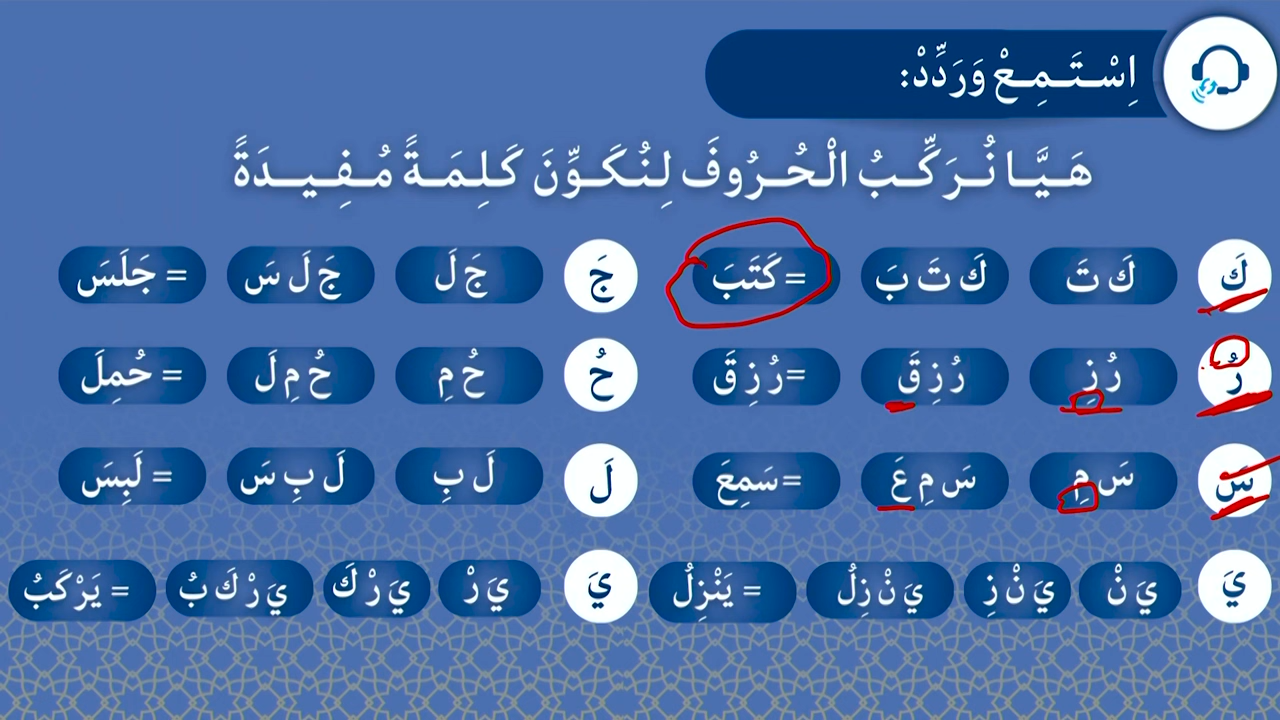 اِسْتَمِعْ وَرَدِّدْ:
هَيَّا نُرَكِّبُ الْحُرُوفَ لِنُكَوِّنَ كَلِمَةً مُفِيدَةً
كَ كَ تَ كَ تَ بَ = كَتَبَ جَ جَ لَ جَ لَ سَ = جَلَسَ
رُ رُ زِ رُ زِ قَ =رُ زِ قَ حُ حُ مِ حُ مِ لَ = حُمِلَ
سَ سَ مِ سَ مِ عَ =سَمِعَ لَ لَ بِ لَ بِ سَ = لَبِسَ
يَ يَ نْ يَ نْ زِ يَ نْ زِلُ = يَنْزِلُ يَ يَ رْ يَ رْ كَ يَ رْ كَ بُ = يَرْكَبُ